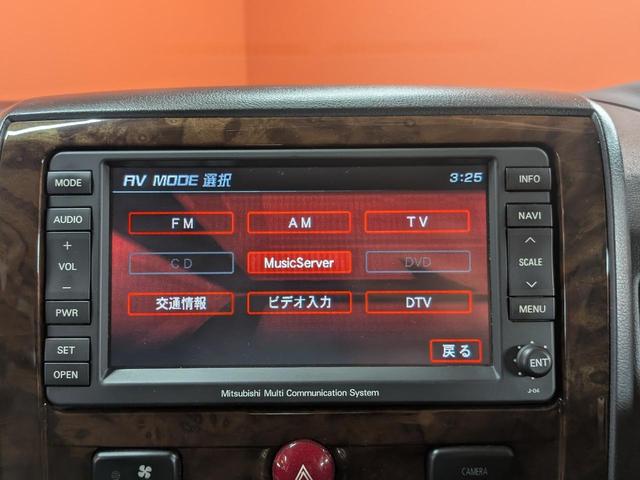 MODE
AV MODE 選択
3:25
INFO
AUDIO
FM
AM
TV
NAVI
+
VOL
−
CD
MusicServer
DVD
SCALE
PWR
交通情報
ビデオ入力
DTV
MENU
SET
戻る
ENT
OPEN
Mitsubishi Multi Communication System
J-04
CAMERA